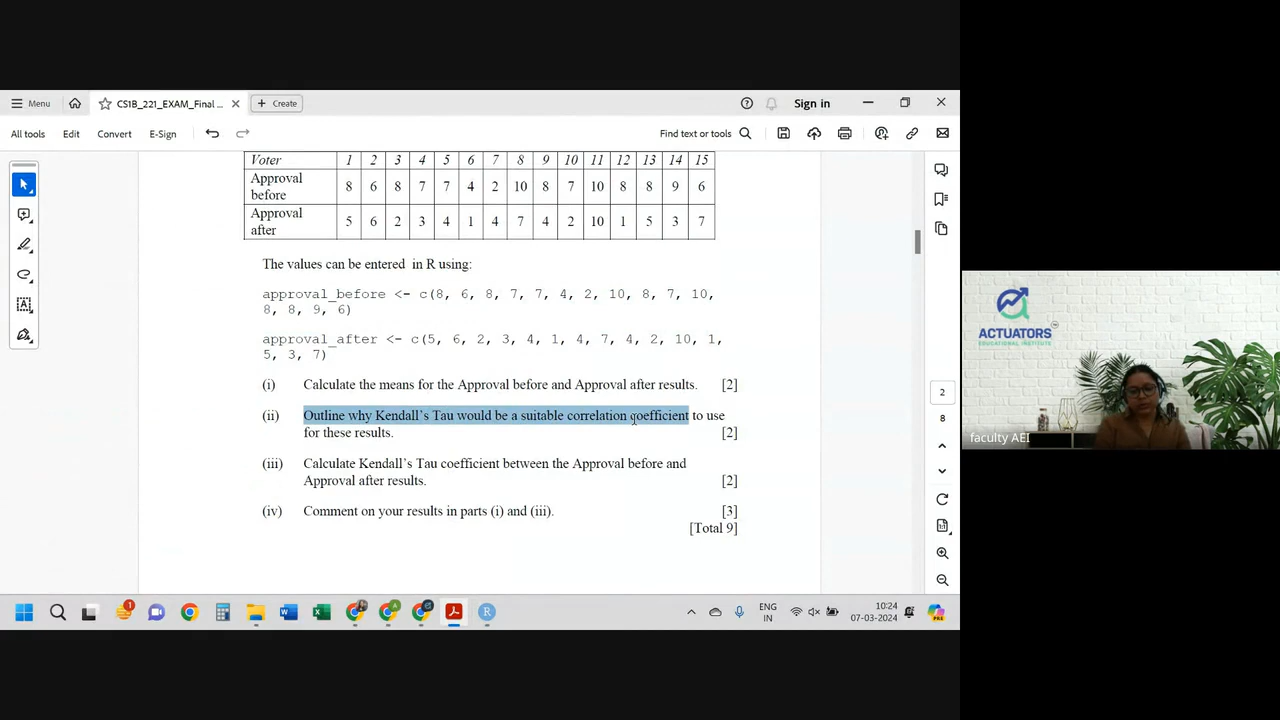 Menu CS1B_221_EXAM_Final ... Create Sign in
All tools Edit Convert E-Sign Find text or tools
Voter 1 2 3 4 5 6 7 8 9 10 11 12 13 14 15
Approval before 8 6 8 7 7 4 2 10 8 7 10 8 8 9 6
Approval after 5 6 2 3 4 1 4 7 4 2 10 1 5 3 7
The values can be entered in R using:
approval_before <- c(8, 6, 8, 7, 7, 4, 2, 10, 8, 7, 10,
8, 8, 9, 6)
approval_after <- c(5, 6, 2, 3, 4, 1, 4, 7, 4, 2, 10, 1,
5, 3, 7)
(i) Calculate the means for the Approval before and Approval after results. [2]
(ii) Outline why Kendall's Tau would be a suitable correlation coefficient to use
for these results. [2]
(iii) Calculate Kendall's Tau coefficient between the Approval before and
Approval after results. [2]
(iv) Comment on your results in parts (i) and (iii). [3]
[Total 9]
2
8
ACTUATORS
EDUCATIONAL INSTITUTE
faculty AEI
ENG
IN
10:24
07-03-2024